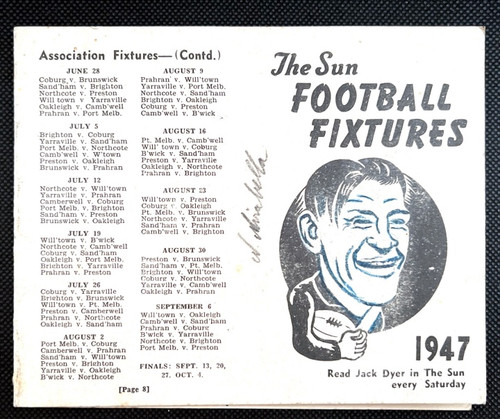 Association Fixtures—(Contd.)
JUNE 28
Coburg v. Brunswick
Sand'ham v. Brighton
Northcote v. Preston
Will town v. Yarraville
Oakleigh v. Camb'well
Prahran v. Port Melb.
JULY 5
Brighton v. Coburg
Yarraville v. Sand'ham
Port Melb. v. Northcote
Camb'well v. W'town
Preston v. Oakleigh
Brunswick v. Prahran
JULY 12
Northcote v. Will'town
Yarraville v. Prahran
Camberwell v. Coburg
Port Melb. v. Preston
Sand'ham v. Brighton
Brunswick v. Oakleigh
JULY 19
Will'town v. B'wick
Northcote v. Camb'well
Coburg v. Sand'ham
Oakleigh v. Port Melb.
Brighton v. Yarraville
Prahran v. Preston
JULY 26
Coburg v. Yarraville
Brighton v. Brunswick
Will'town v. Port Melb.
Preston v. Camberwell
Prahran v. Northcote
Oakleigh v. Sand'ham
AUGUST 2
Port Melb. v. Coburg
Camberwell v. Prahran
Sand'ham v. Will'town
Preston v. Brighton
Yarraville v. Oakleigh
B'wick v. Northcote
AUGUST 9
Prahran v. Will'town
Yarraville v. Port Melb.
Northcote v. Sand'ham
Brighton v. Oakleigh
Coburg v. Preston
Brunswick v. Camb'well
AUGUST 16
Pt. Melb. v. Camb'well
Will' town v. Coburg
B'wick v. Sand'ham
Preston v. Yarraville
Northcote v. Oakleigh
Prahran v. Brighton
AUGUST 23
Will'town v. Preston
Coburg v. Oakleigh
Pt. Melb. v. Brunswick
Northcote v. Yarraville
Sand'ham v. Prahran
Camb'well v. Brighton
AUGUST 30
Preston v. Brunswick
Sand'ham v. Pt. Melb.
Brighton v. Will'town
Coburg v. Northcote
Yarraville v. Camb'well
Oakleigh v. Prahran
SEPTEMBER 6
Will'town v. Oakleigh
Camb'well v. Sand'ham
Prahran v. Coburg
B'wick v. Yarraville
Brighton v. Northcote
Port Melb. v. Preston
FINALS: SEPT. 13, 20,
27. OCT. 4.
[Page 8]
The Sun
FOOTBALL
FIXTURES
1947
Read Jack Dyer in The Sun
every Saturday